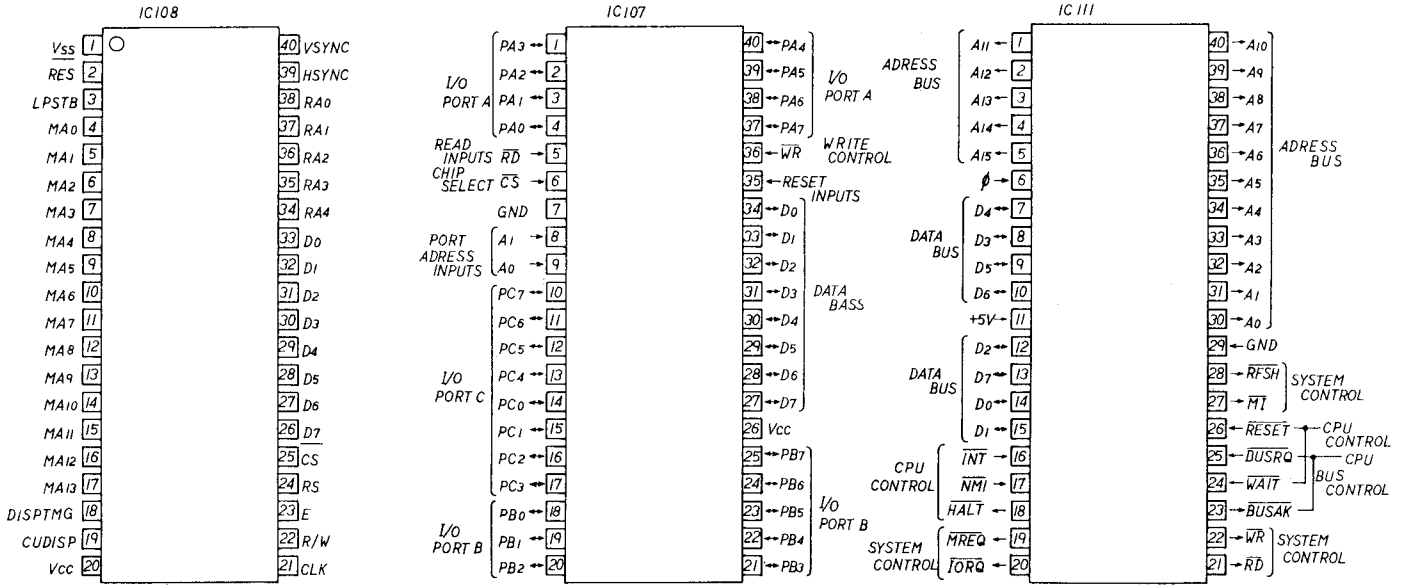 IC108
Vss 1
RES 2
LPSTB 3
MA0 4
MA1 5
MA2 6
MA3 7
MA4 8
MA5 9
MA6 10
MA7 11
MA8 12
MA9 13
MA10 14
MA11 15
MA12 16
MA13 17
DISPTMG 18
CUDISP 19
Vcc 20
40 VSYNC
39 HSYNC
38 RA0
37 RA1
36 RA2
35 RA3
34 RA4
33 D0
32 D1
31 D2
30 D3
29 D4
28 D5
27 D6
26 D7
25 CS
24 RS
23 E
22 R/W
21 CLK
IC107
I/O
PORT A
PA3 ↔ 1
PA2 ↔ 2
PA1 ↔ 3
PA0 ↔ 4
READ
INPUTS RD → 5
CHIP
SELECT CS → 6
GND 7
PORT
ADRESS
INPUTS
A1 → 8
A0 → 9
I/O
PORT C
PC7 ↔ 10
PC6 ↔ 11
PC5 ↔ 12
PC4 ↔ 13
PC0 ↔ 14
PC1 ↔ 15
PC2 ↔ 16
PC3 ↔ 17
I/O
PORT B
PB0 ↔ 18
PB1 ↔ 19
PB2 ↔ 20
40 ↔ PA4
39 ↔ PA5
38 ↔ PA6
37 ↔ PA7
I/O
PORT A
36 ← WR WRITE
CONTROL
35 ← RESET
INPUTS
34 ↔ D0
33 ↔ D1
32 ↔ D2
31 ↔ D3
30 ↔ D4
29 ↔ D5
28 ↔ D6
27 ↔ D7
DATA
BASS
26 Vcc
25 ↔ PB7
24 ↔ PB6
23 ↔ PB5
22 ↔ PB4
21 ↔ PB3
I/O
PORT B
IC111
ADRESS
BUS
A11 ← 1
A12 ← 2
A13 ← 3
A14 ← 4
A15 ← 5
ϕ → 6
DATA
BUS
D4 ↔ 7
D3 ↔ 8
D5 ↔ 9
D6 ↔ 10
+5V → 11
DATA
BUS
D2 ↔ 12
D7 ↔ 13
D0 ↔ 14
D1 ↔ 15
CPU
CONTROL
INT → 16
NMI → 17
HALT ← 18
SYSTEM
CONTROL
MREQ ← 19
IORQ ← 20
40 → A10
39 → A9
38 → A8
37 → A7
36 → A6
35 → A5
34 → A4
33 → A3
32 → A2
31 → A1
30 → A0
ADRESS
BUS
29 ← GND
28 → RFSH
27 → MI
SYSTEM
CONTROL
26 ← RESET
CPU
CONTROL
25 ← DUSRQ
CPU
BUS
CONTROL
24 ← WAIT
23 → BUSAK
22 → WR
21 → RD
SYSTEM
CONTROL